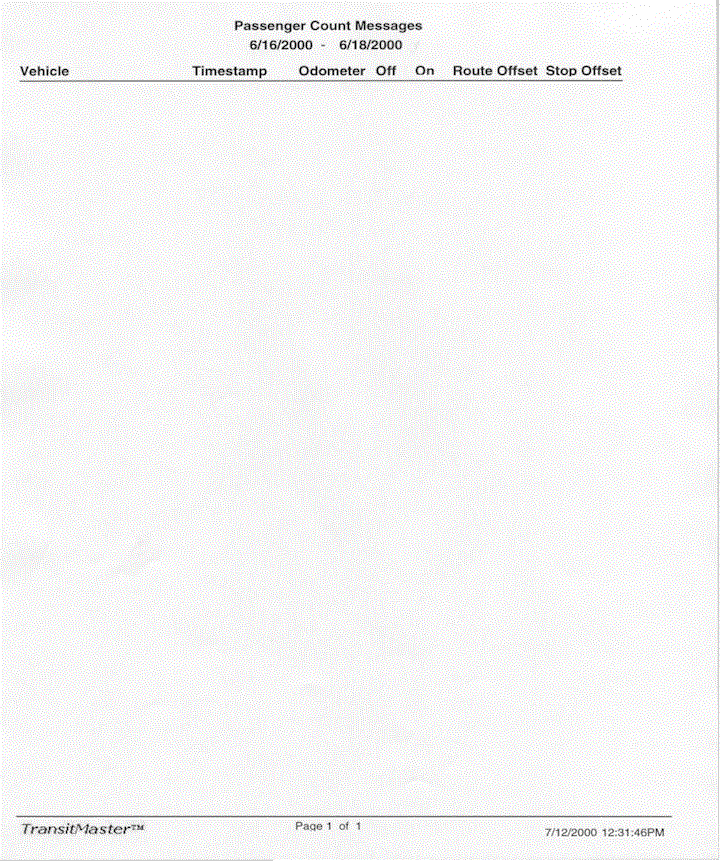 Passenger Count Messages
6/16/2000 - 6/18/2000
Vehicle Timestamp Odometer Off On Route Offset Stop Offset
TransitMaster™ Page 1 of 1 7/12/2000 12:31:46PM